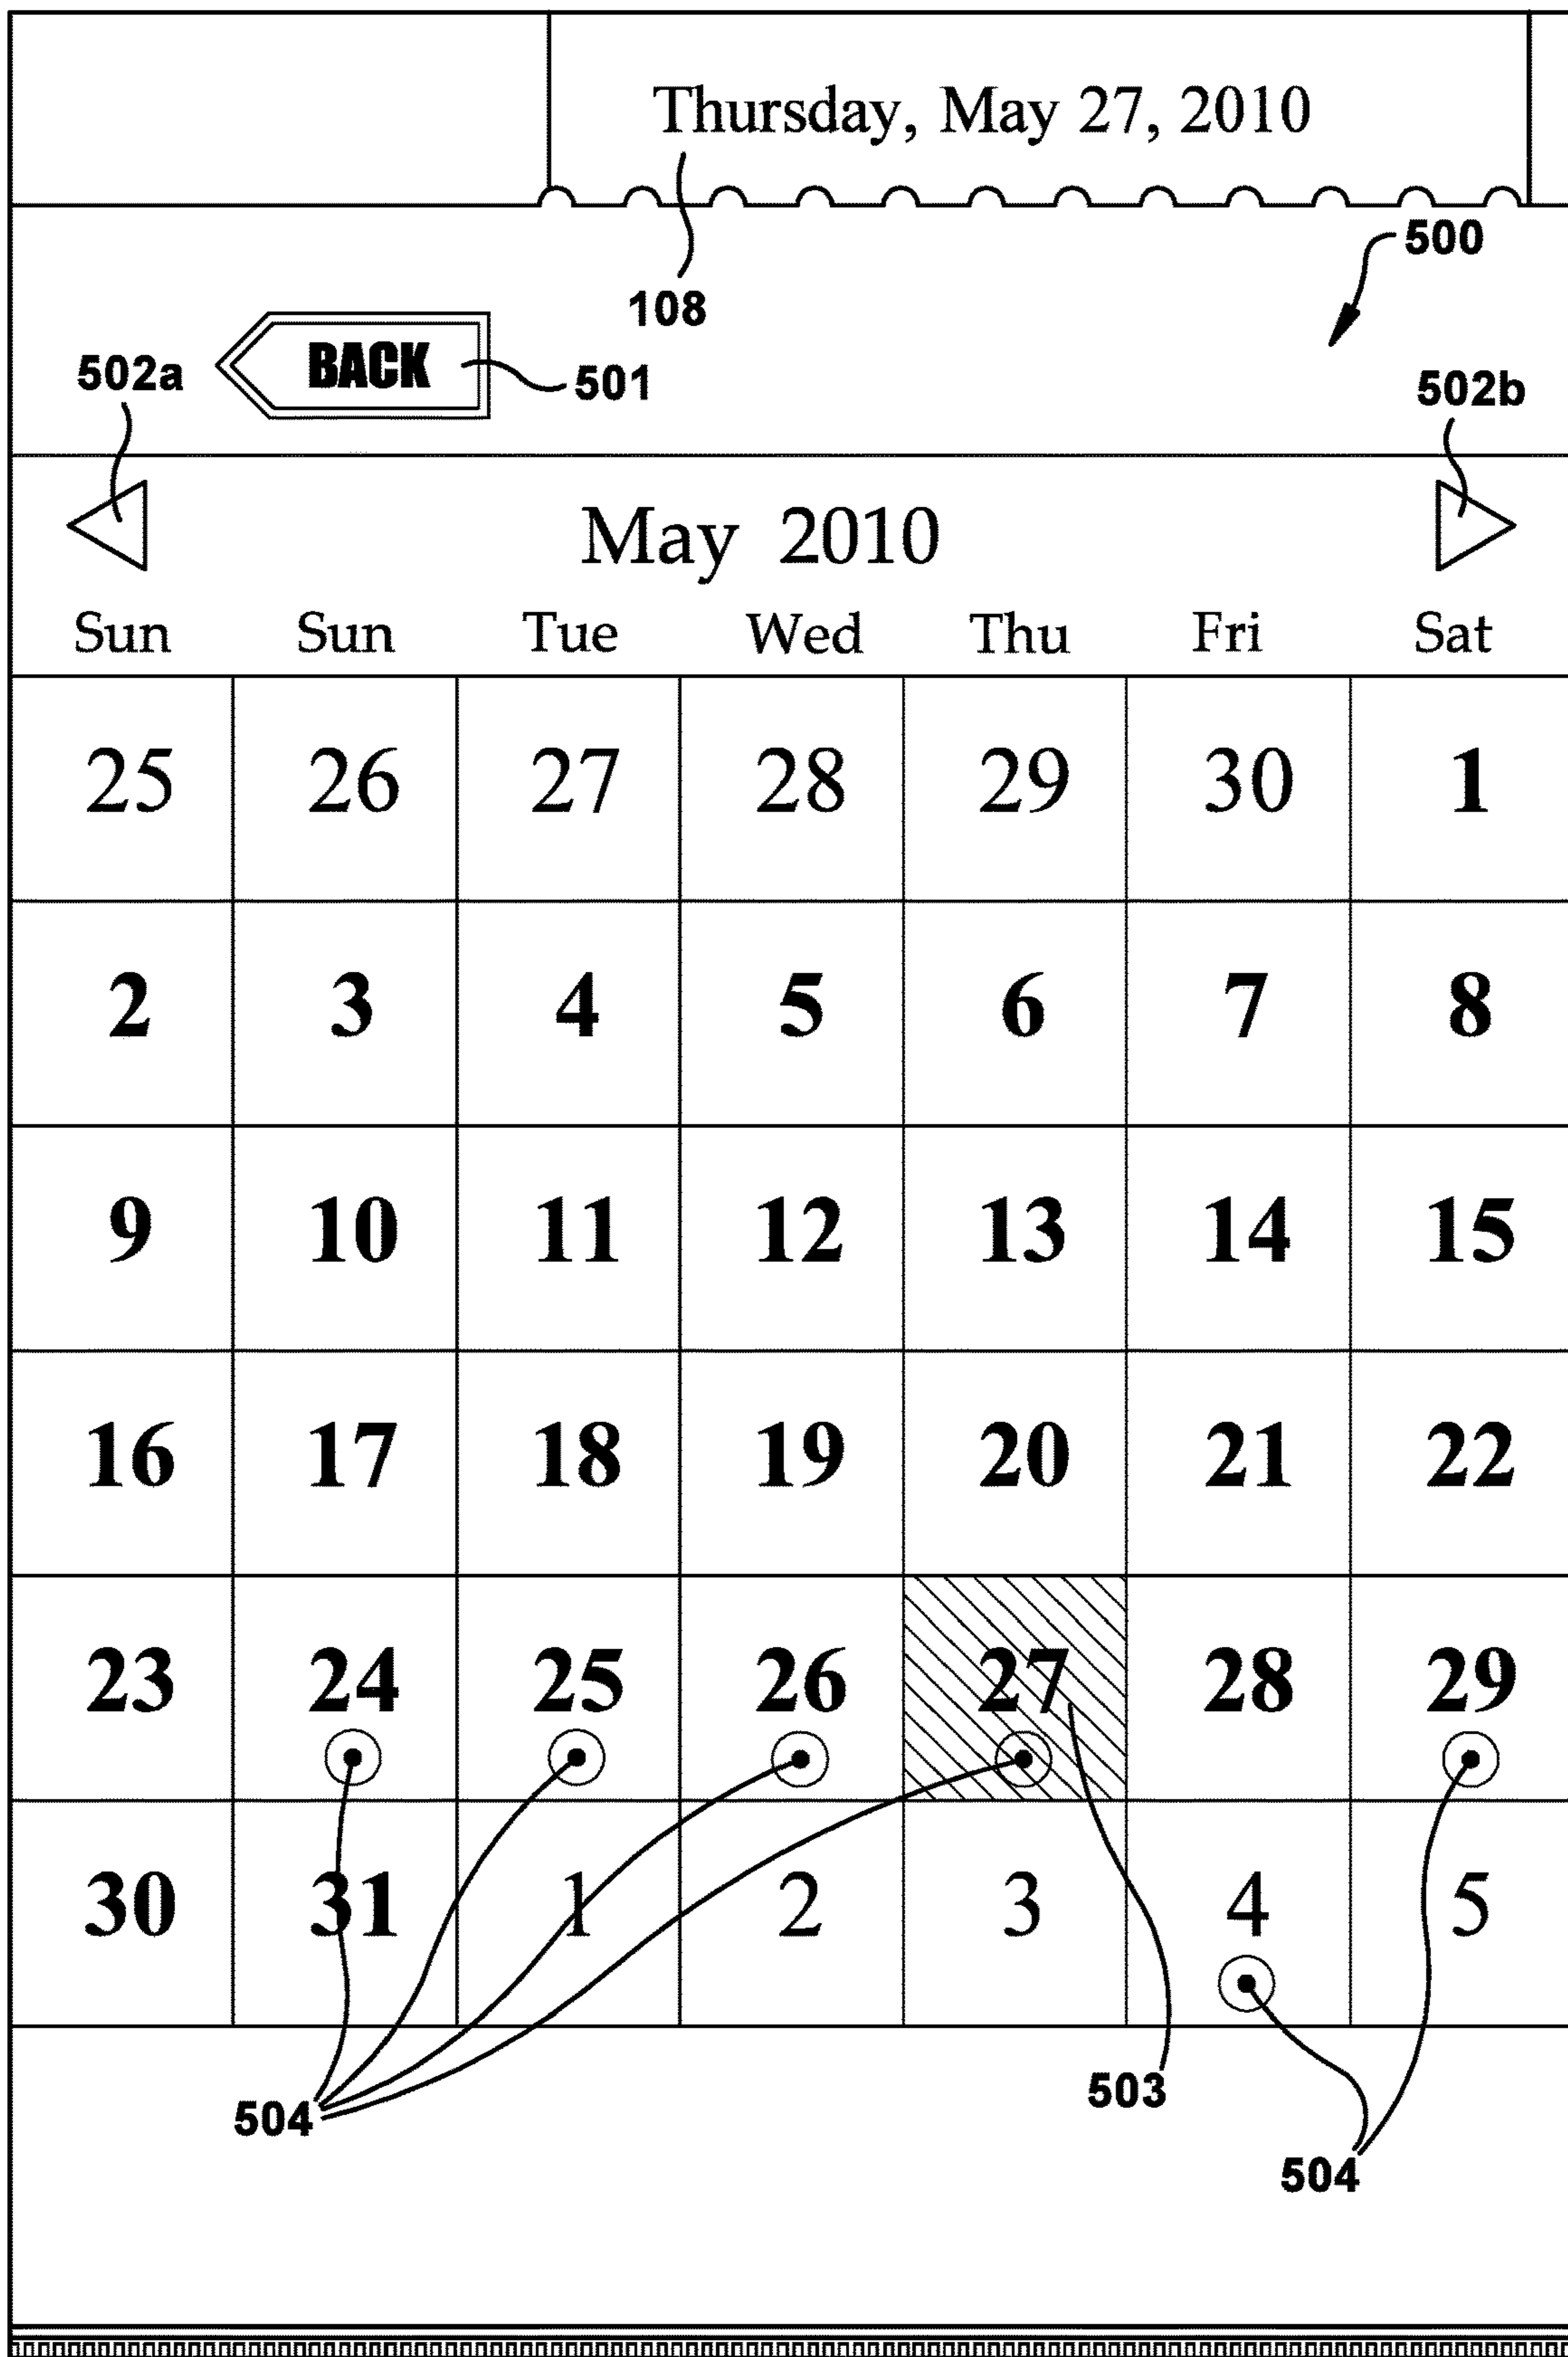 Thursday, May 27, 2010
500
108
BACK
501
502a
502b
May 2010
Sun Sun Tue Wed Thu Fri Sat
25 26 27 28 29 30 1
2 3 4 5 6 7 8
9 10 11 12 13 14 15
16 17 18 19 20 21 22
23 24 25 26 27 28 29
30 31 1 2 3 4 5
503
504
504